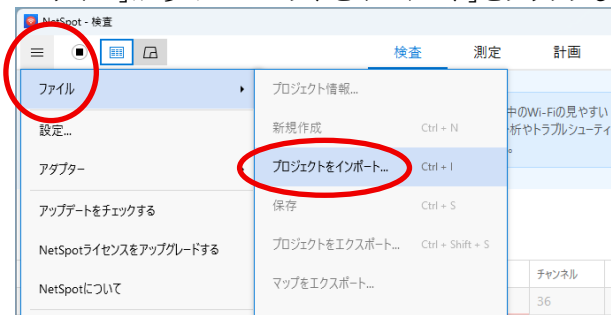 NetSpot - 検査
検査 測定 計画
ファイル
設定...
アダプター
アップデートをチェックする
NetSpotライセンスをアップグレードする
NetSpotについて
プロジェクト情報...
新規作成 Ctrl + N
プロジェクトをインポート... Ctrl + I
保存 Ctrl + S
プロジェクトをエクスポート... Ctrl + Shift + S
マップをエクスポート...
中のWi-Fiの見やすい
析やトラブルシューティ
。
チャンネル
36